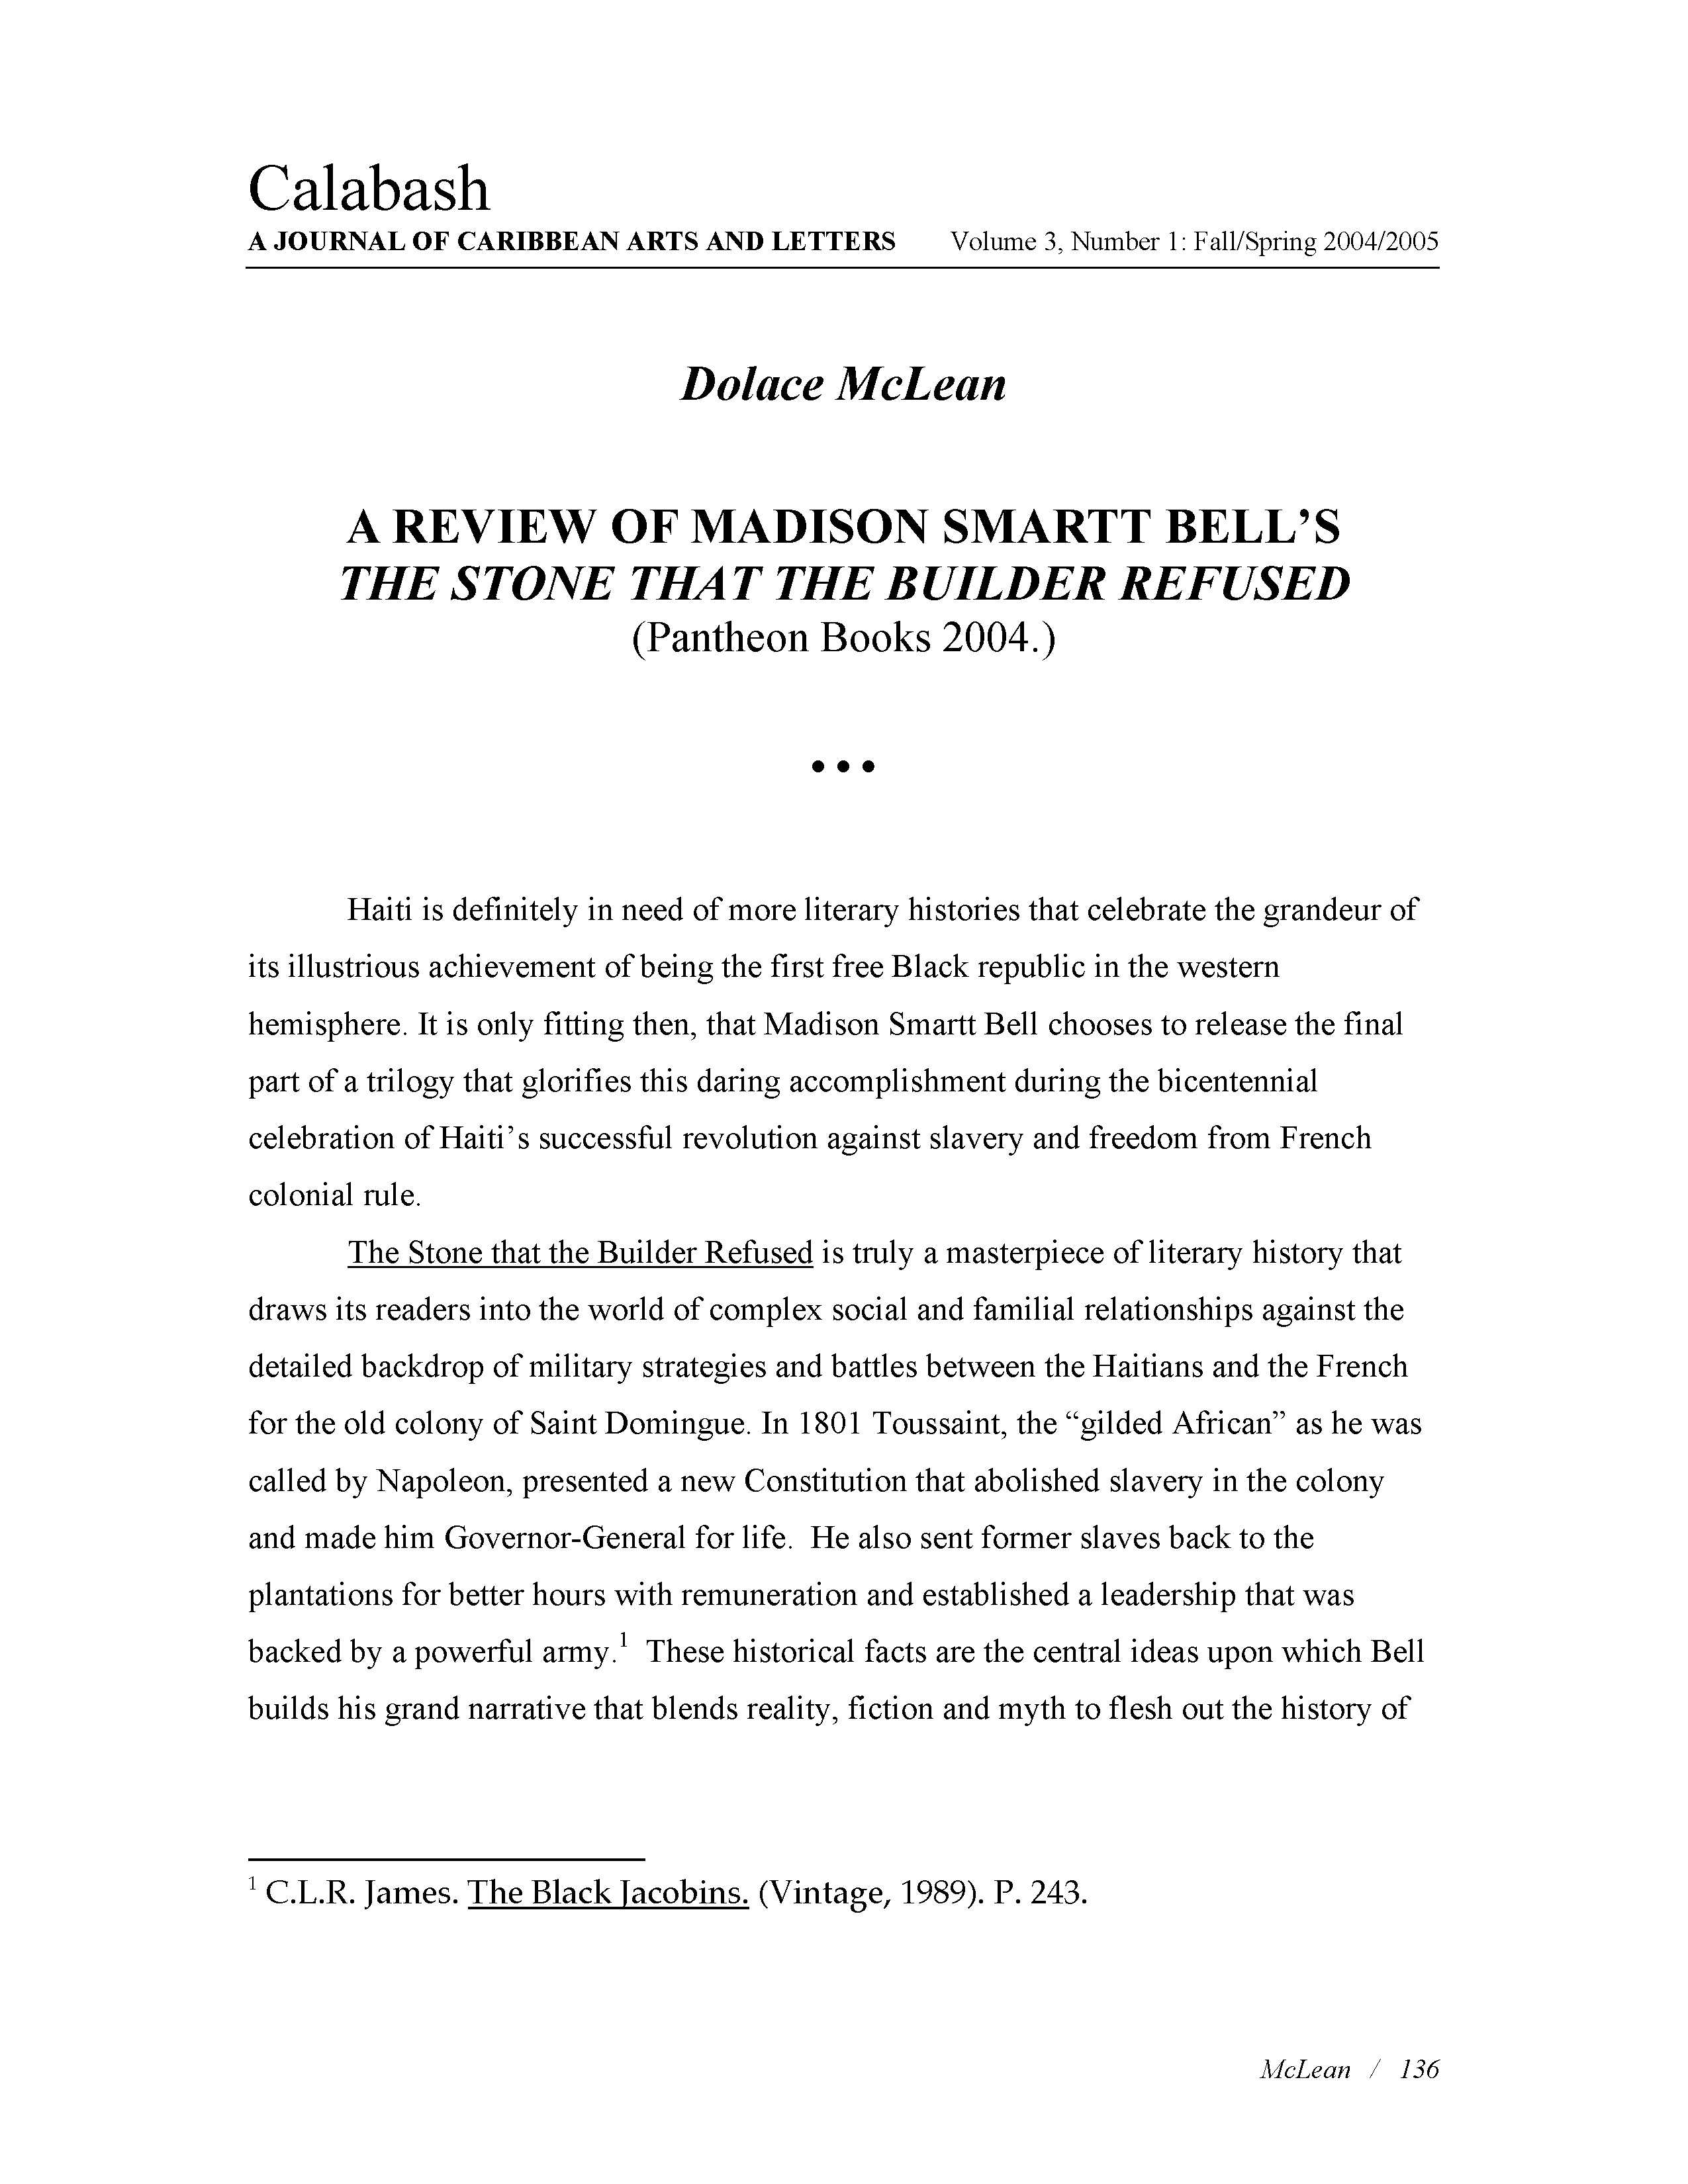 Calabash
A JOURNAL OF CARIBBEAN ARTS AND LETTERS Volume 3, Number 1: Fall/Spring 2004/2005
Dolace McLean
A REVIEW OF MADISON SMARTT BELL’S
THE STONE THAT THE BUILDER REFUSED
(Pantheon Books 2004.)
• • •
Haiti is definitely in need of more literary histories that celebrate the grandeur of
its illustrious achievement of being the first free Black republic in the western
hemisphere. It is only fitting then, that Madison Smartt Bell chooses to release the final
part of a trilogy that glorifies this daring accomplishment during the bicentennial
celebration of Haiti’s successful revolution against slavery and freedom from French
colonial rule.
The Stone that the Builder Refused is truly a masterpiece of literary history that
draws its readers into the world of complex social and familial relationships against the
detailed backdrop of military strategies and battles between the Haitians and the French
for the old colony of Saint Domingue. In 1801 Toussaint, the “gilded African” as he was
called by Napoleon, presented a new Constitution that abolished slavery in the colony
and made him Governor-General for life.  He also sent former slaves back to the
plantations for better hours with remuneration and established a leadership that was
backed by a powerful army.¹  These historical facts are the central ideas upon which Bell
builds his grand narrative that blends reality, fiction and myth to flesh out the history of
¹ C.L.R. James. The Black Jacobins. (Vintage, 1989). P. 243.
McLean / 136